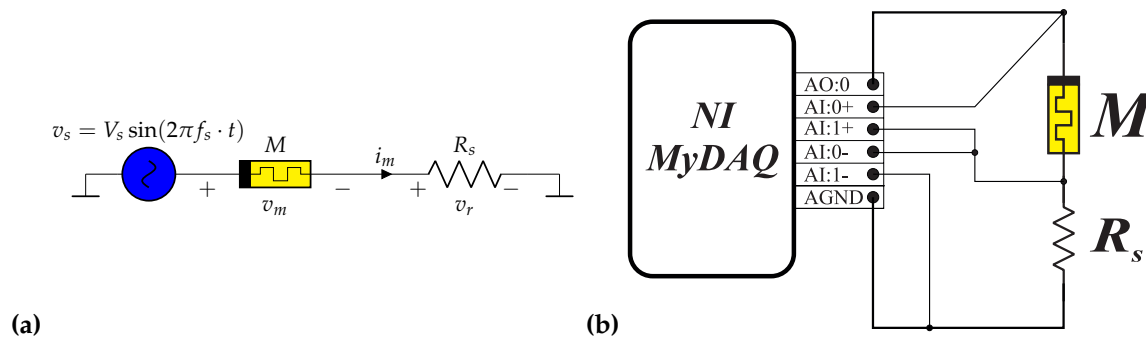 v_s = V_s sin(2πf_s · t)
M
i_m
R_s
+
−
+
−
v_m
v_r
(a)
NI
MyDAQ
AO:0
AI:0+
AI:1+
AI:0-
AI:1-
AGND
M
R_s
(b)